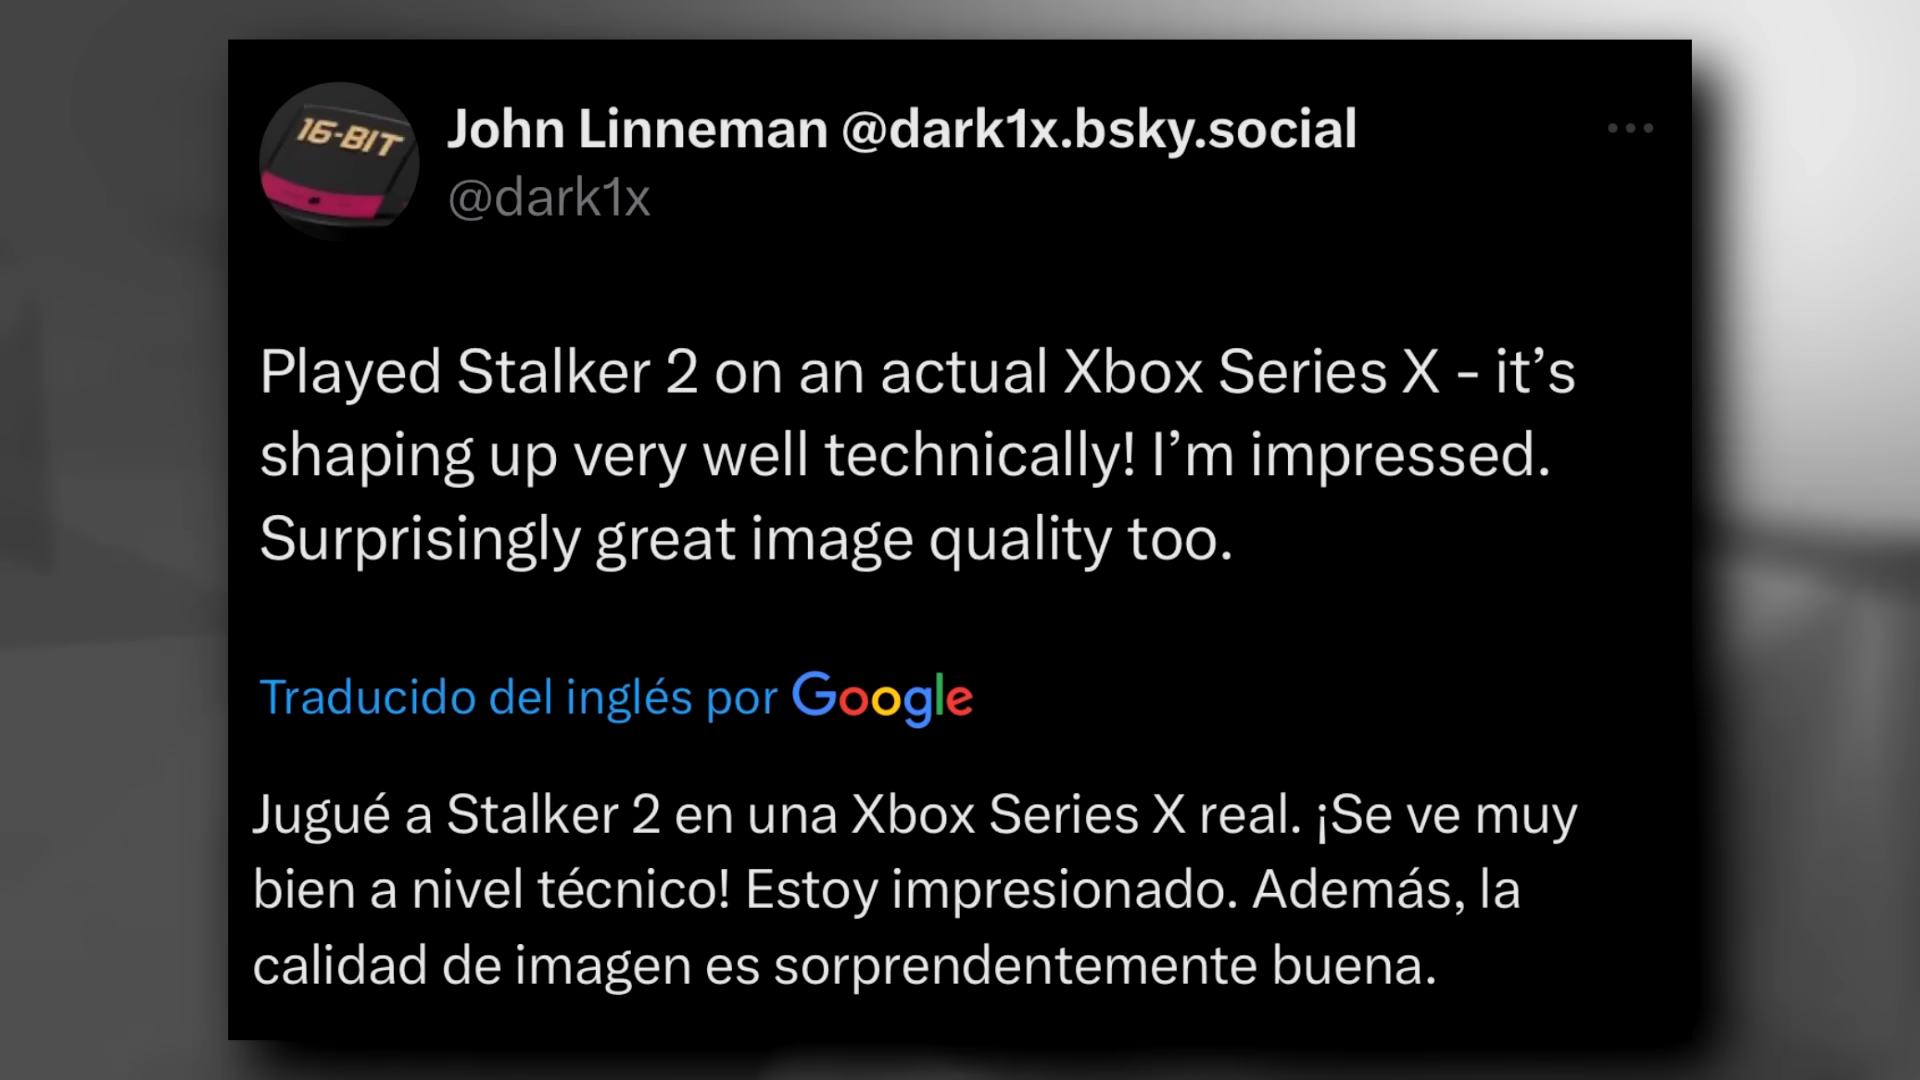 16-BIT
John Linneman @dark1x.bsky.social
@dark1x
Played Stalker 2 on an actual Xbox Series X - it’s
shaping up very well technically! I’m impressed.
Surprisingly great image quality too.
Traducido del inglés por Google
Jugué a Stalker 2 en una Xbox Series X real. ¡Se ve muy
bien a nivel técnico! Estoy impresionado. Además, la
calidad de imagen es sorprendentemente buena.